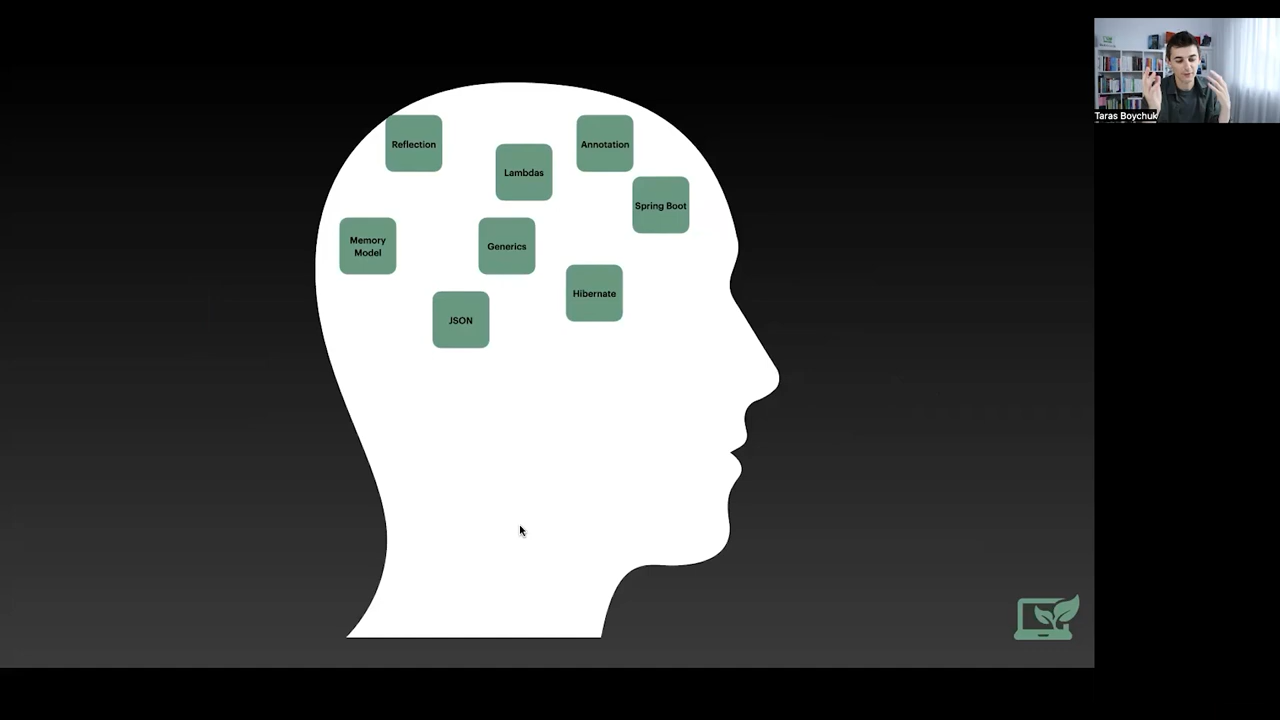 Taras Boychuk
Reflection
Annotation
Lambdas
Spring Boot
Memory
Model
Generics
Hibernate
JSON